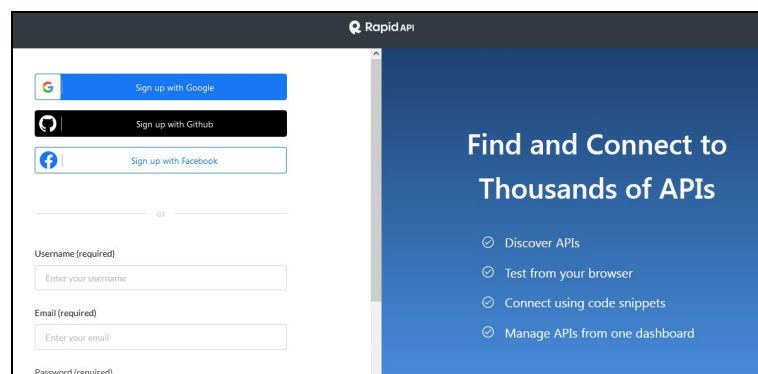 Rapid API
Sign up with Google
Sign up with Github
Sign up with Facebook
or
Username (required)
Enter your username
Email (required)
Enter your email
Password (required)
Find and Connect to
Thousands of APIs
Discover APIs
Test from your browser
Connect using code snippets
Manage APIs from one dashboard